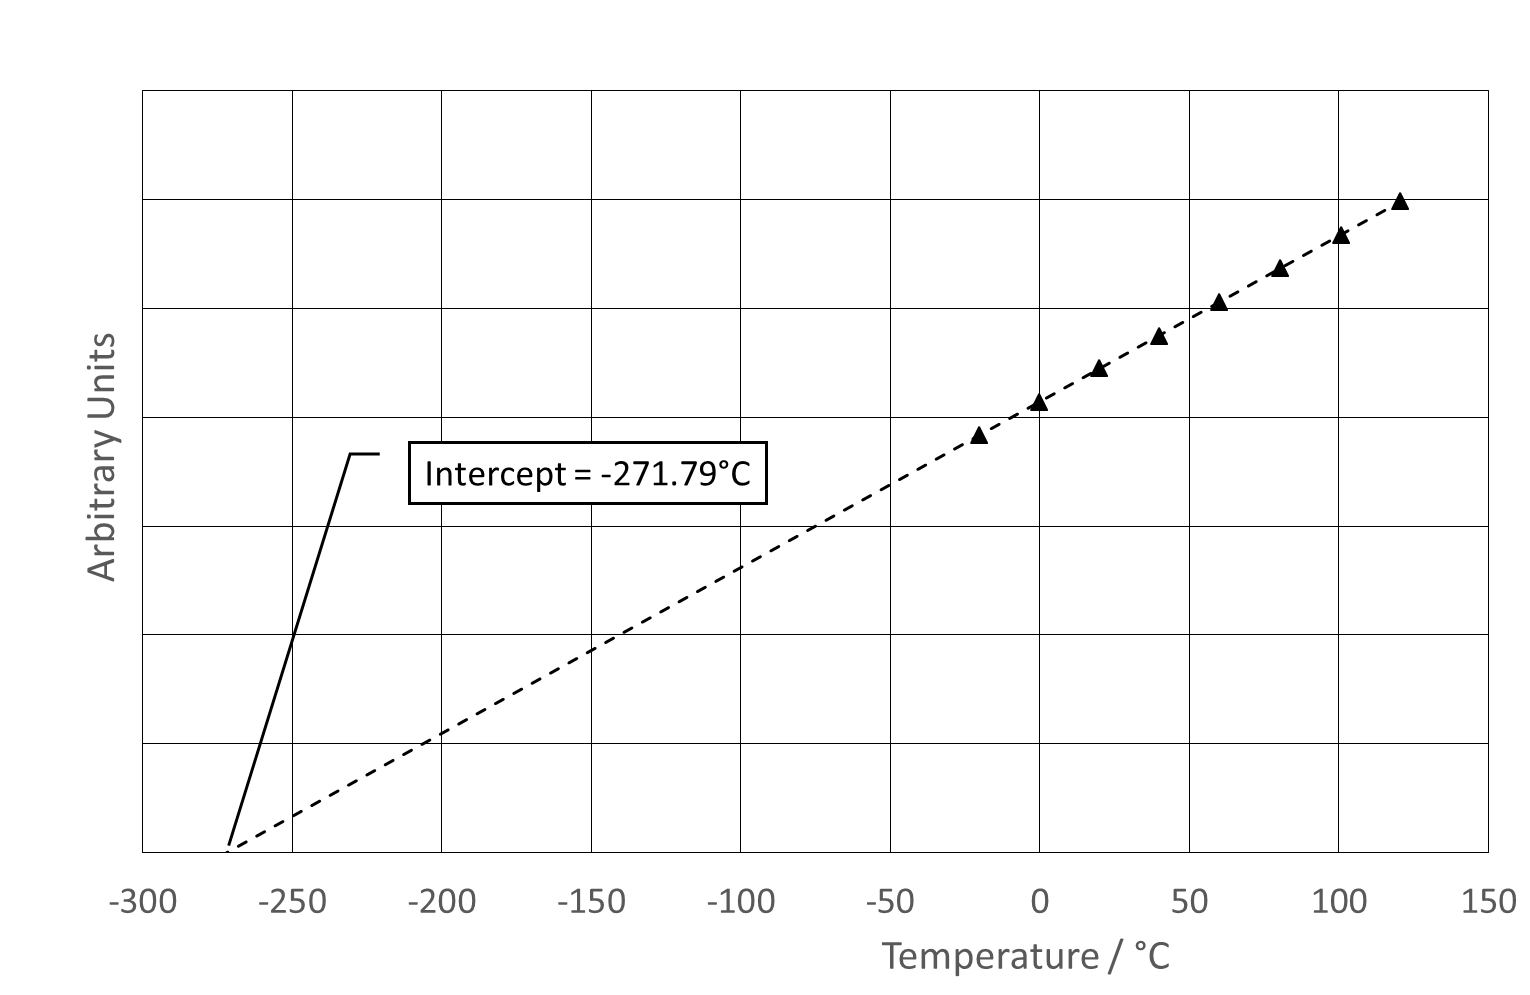 Arbitrary Units
Intercept = -271.79°C
-300 -250 -200 -150 -100 -50 0 50 100 150
Temperature / °C